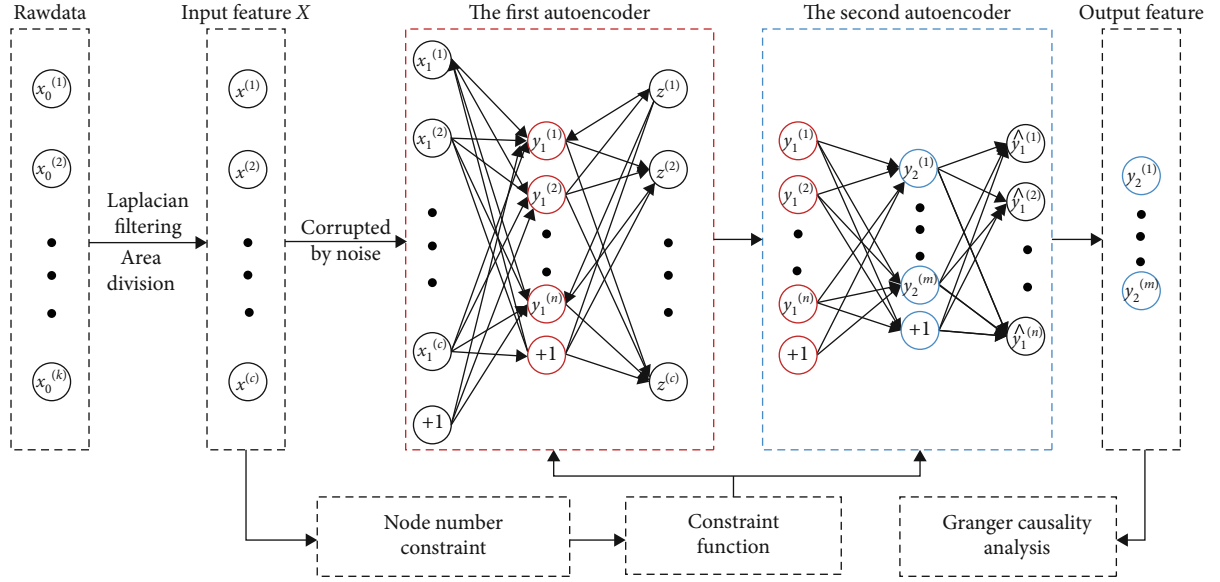 Rawdata
Input feature X
The first autoencoder
The second autoencoder
Output feature
x₀⁽¹⁾
x₀⁽²⁾
x₀⁽ᵏ⁾
Laplacian
filtering
Area
division
x⁽¹⁾
x⁽²⁾
x⁽ᶜ⁾
Corrupted
by noise
x₁⁽¹⁾
x₁⁽²⁾
x₁⁽ᶜ⁾
+1
y₁⁽¹⁾
y₁⁽²⁾
y₁⁽ⁿ⁾
+1
z⁽¹⁾
z⁽²⁾
z⁽ᶜ⁾
y₁⁽¹⁾
y₁⁽²⁾
y₁⁽ⁿ⁾
+1
y₂⁽¹⁾
y₂⁽ᵐ⁾
+1
ŷ₁⁽¹⁾
ŷ₁⁽²⁾
ŷ₁⁽ⁿ⁾
y₂⁽¹⁾
y₂⁽ᵐ⁾
Node number
constraint
Constraint
function
Granger causality
analysis